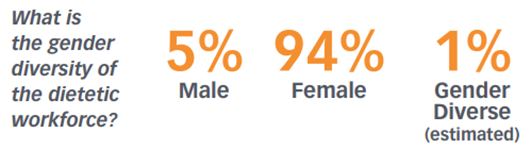 What is
the gender
diversity of
the dietetic
workforce?
5% 94% 1%
Male Female Gender
Diverse
(estimated)